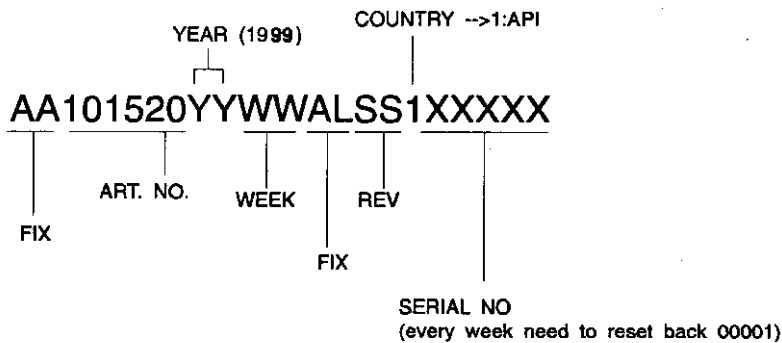 COUNTRY -->1:API
YEAR (1999)
AA101520YYWWALSS1XXXXX
ART. NO.
WEEK
REV
FIX
FIX
SERIAL NO
(every week need to reset back 00001)